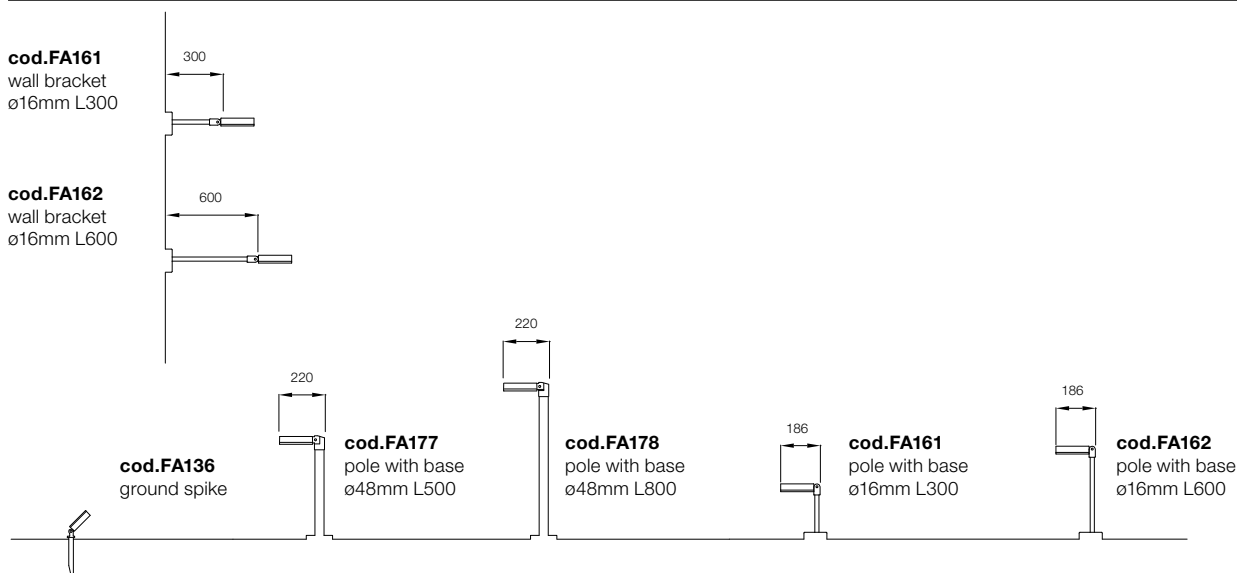 cod.FA161
wall bracket
ø16mm L300
300
cod.FA162
wall bracket
ø16mm L600
600
cod.FA136
ground spike
220
cod.FA177
pole with base
ø48mm L500
220
cod.FA178
pole with base
ø48mm L800
186
cod.FA161
pole with base
ø16mm L300
186
cod.FA162
pole with base
ø16mm L600